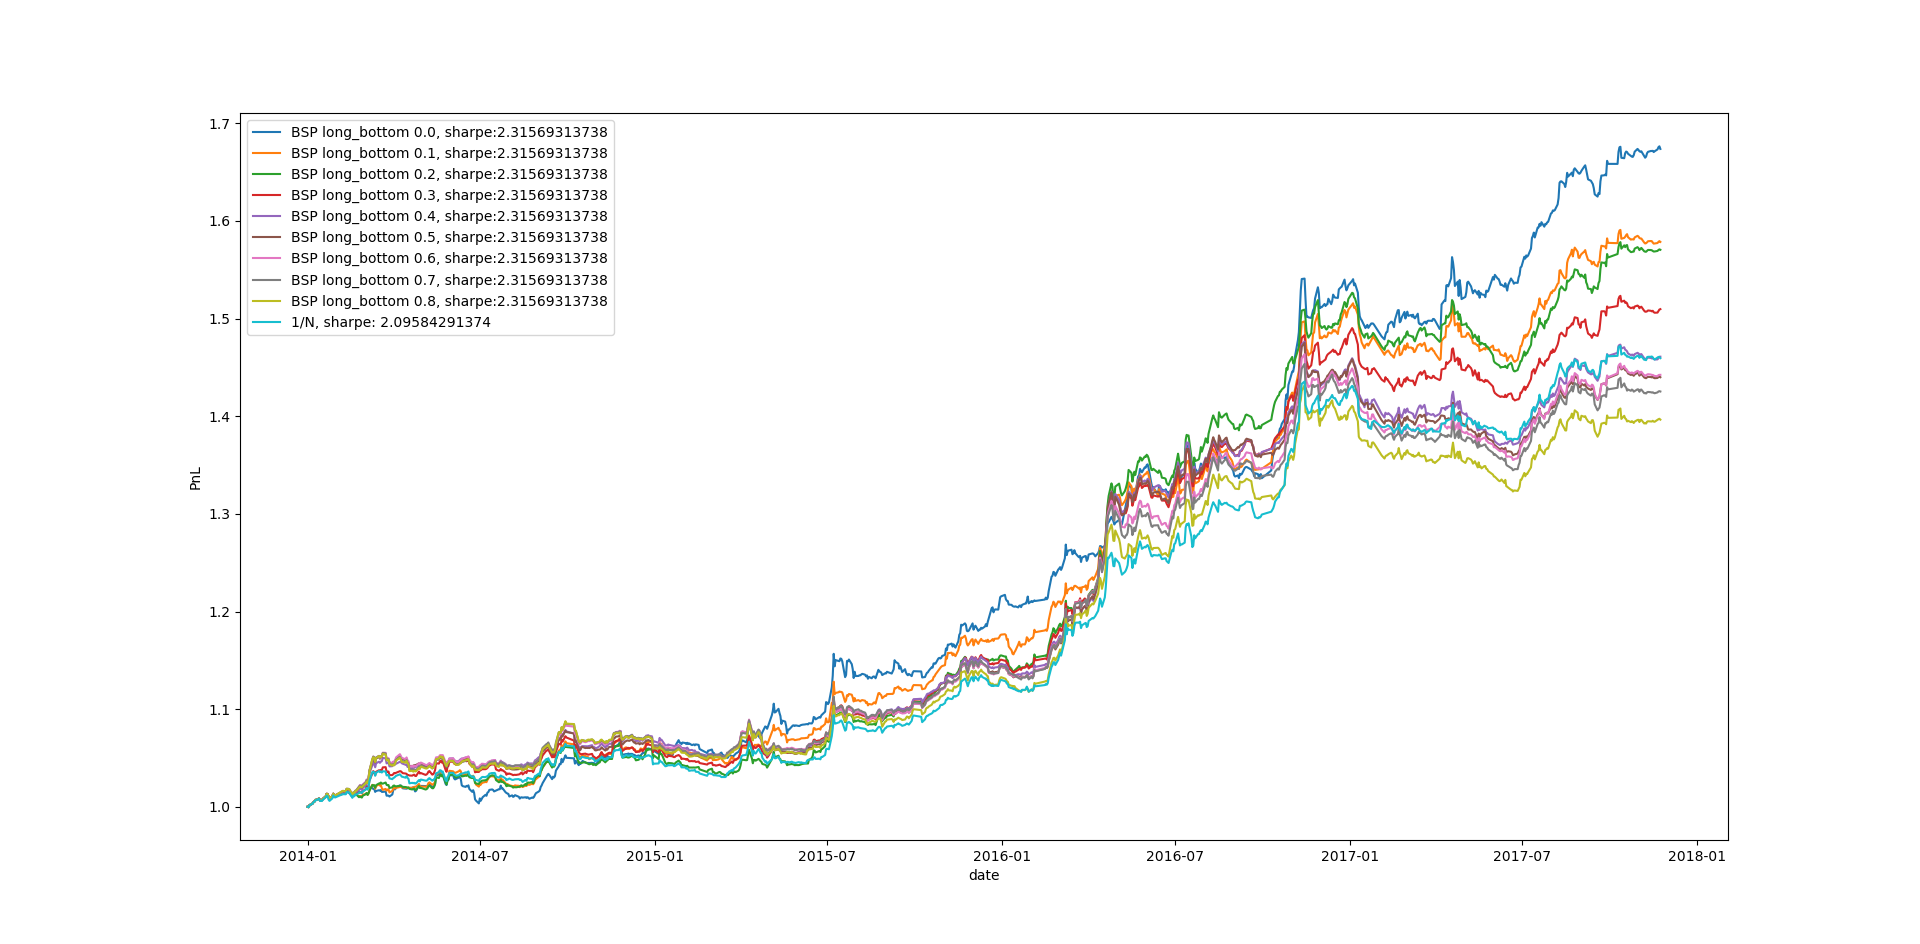 BSP long_bottom 0.0, sharpe:2.31569313738
BSP long_bottom 0.1, sharpe:2.31569313738
BSP long_bottom 0.2, sharpe:2.31569313738
BSP long_bottom 0.3, sharpe:2.31569313738
BSP long_bottom 0.4, sharpe:2.31569313738
BSP long_bottom 0.5, sharpe:2.31569313738
BSP long_bottom 0.6, sharpe:2.31569313738
BSP long_bottom 0.7, sharpe:2.31569313738
BSP long_bottom 0.8, sharpe:2.31569313738
1/N, sharpe: 2.09584291374
1.7
1.6
1.5
1.4
1.3
1.2
1.1
1.0
PnL
2014-01 2014-07 2015-01 2015-07 2016-01 2016-07 2017-01 2017-07 2018-01
date